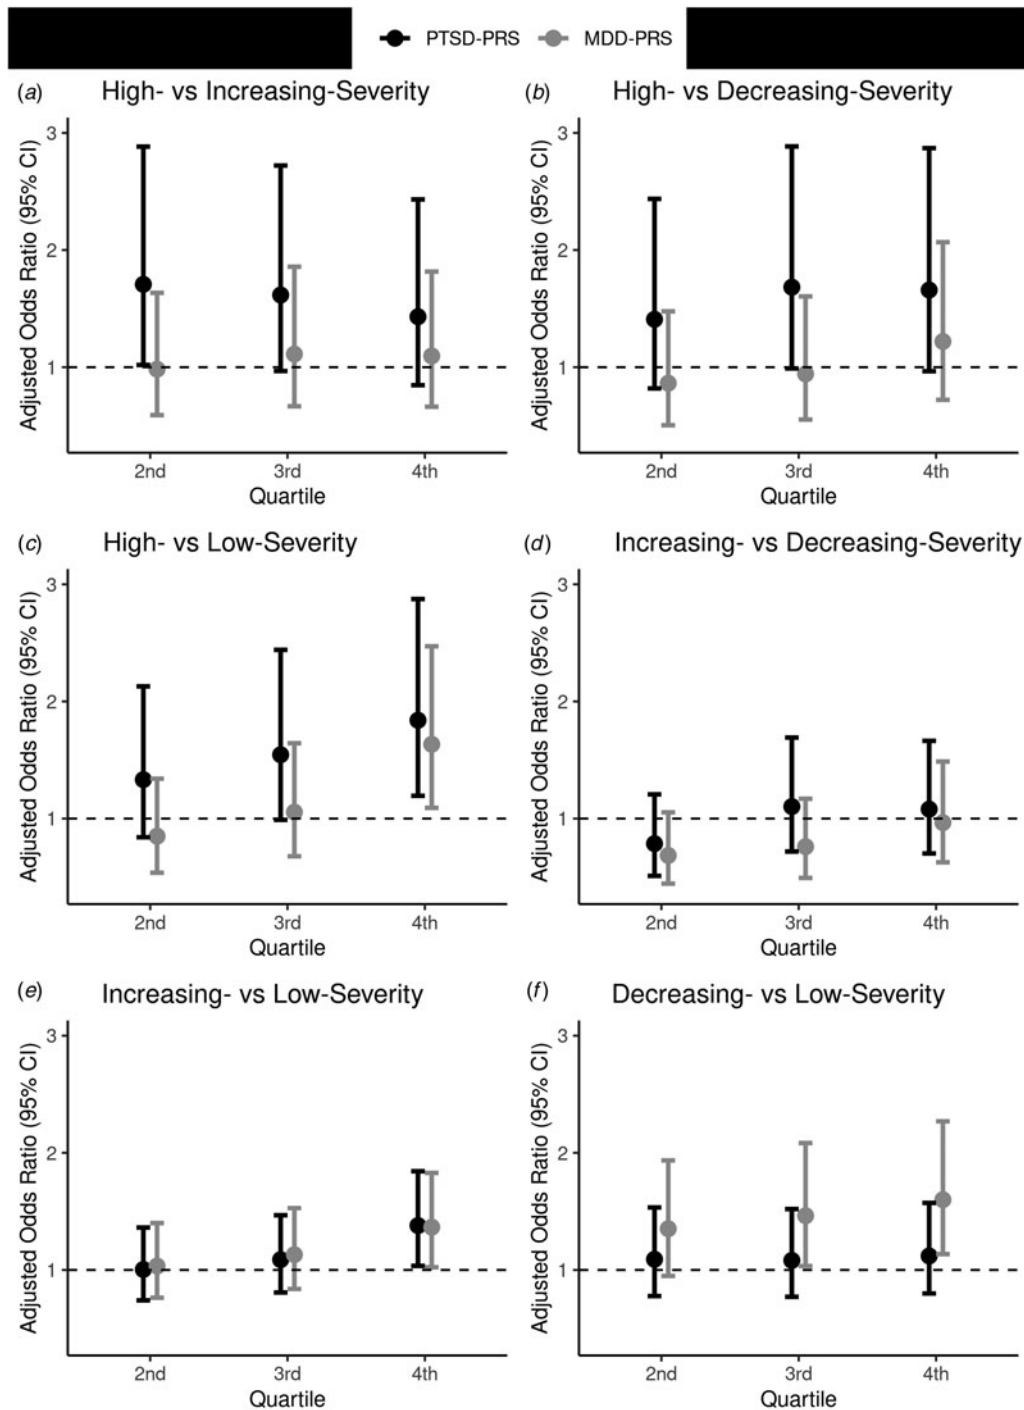 PTSD-PRS MDD-PRS
(a) High- vs Increasing-Severity
Adjusted Odds Ratio (95% CI)
3
2
1
2nd 3rd 4th
Quartile
(b) High- vs Decreasing-Severity
Adjusted Odds Ratio (95% CI)
3
2
1
2nd 3rd 4th
Quartile
(c) High- vs Low-Severity
Adjusted Odds Ratio (95% CI)
3
2
1
2nd 3rd 4th
Quartile
(d) Increasing- vs Decreasing-Severity
Adjusted Odds Ratio (95% CI)
3
2
1
2nd 3rd 4th
Quartile
(e) Increasing- vs Low-Severity
Adjusted Odds Ratio (95% CI)
3
2
1
2nd 3rd 4th
Quartile
(f) Decreasing- vs Low-Severity
Adjusted Odds Ratio (95% CI)
3
2
1
2nd 3rd 4th
Quartile